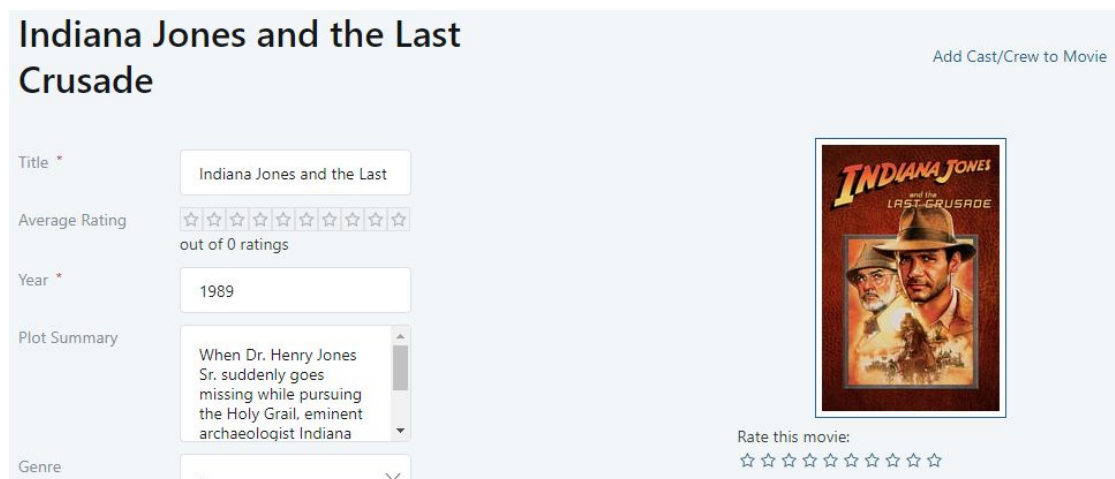 Indiana Jones and the Last
Crusade
Add Cast/Crew to Movie
Title *
Indiana Jones and the Last
Average Rating
out of 0 ratings
Year *
1989
Plot Summary
When Dr. Henry Jones
Sr. suddenly goes
missing while pursuing
the Holy Grail, eminent
archaeologist Indiana
Genre
INDIANA JONES
and the
LAST CRUSADE
Rate this movie: